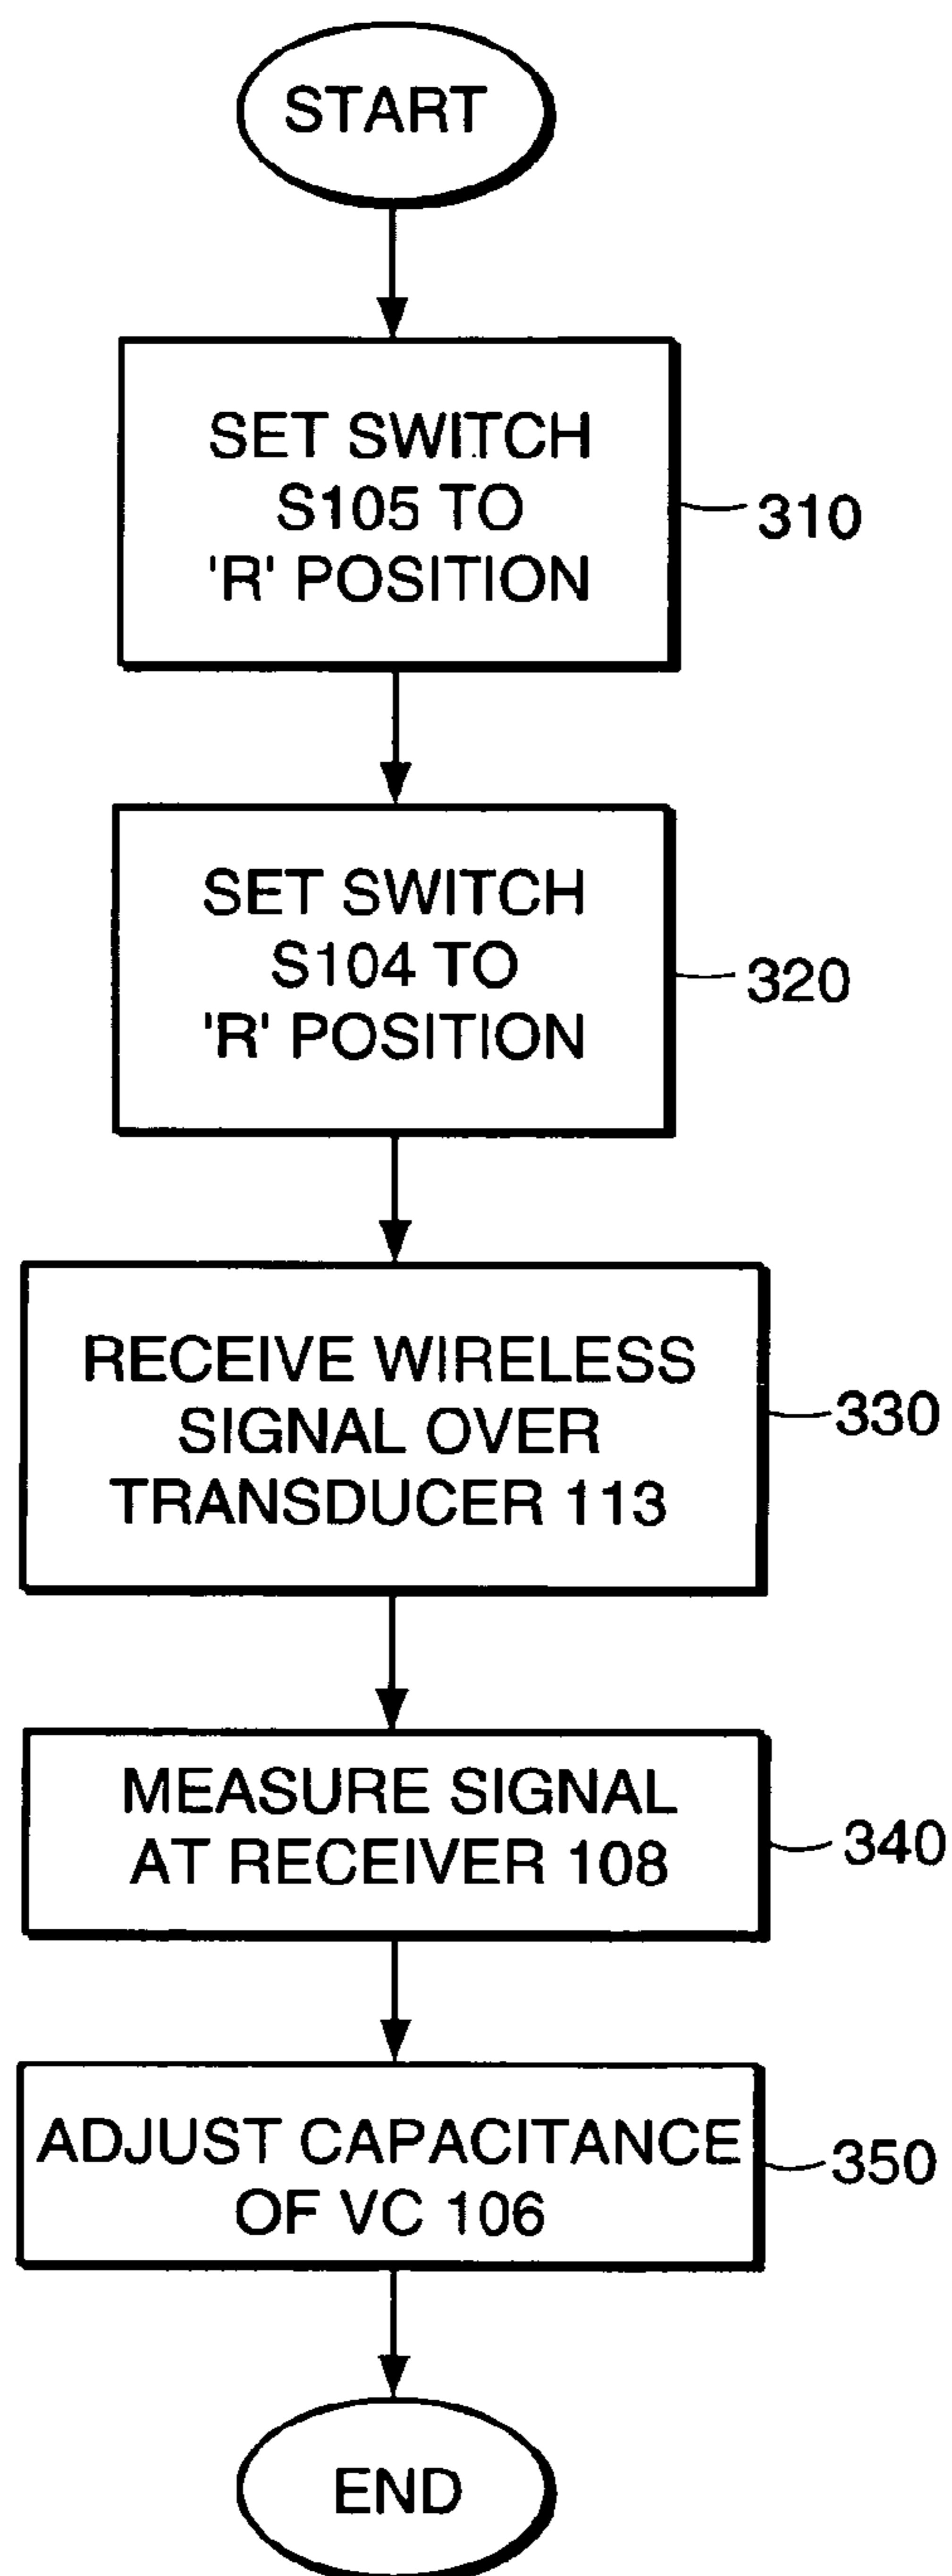 START
SET SWITCH
S105 TO
'R' POSITION
310
SET SWITCH
S104 TO
'R' POSITION
320
RECEIVE WIRELESS
SIGNAL OVER
TRANSDUCER 113
330
MEASURE SIGNAL
AT RECEIVER 108
340
ADJUST CAPACITANCE
OF VC 106
350
END